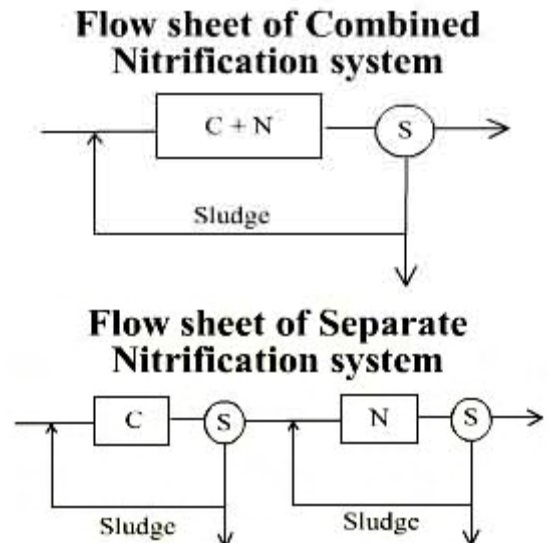 Flow sheet of Combined
Nitrification system
C + N
S
Sludge
Flow sheet of Separate
Nitrification system
C
S
N
S
Sludge
Sludge